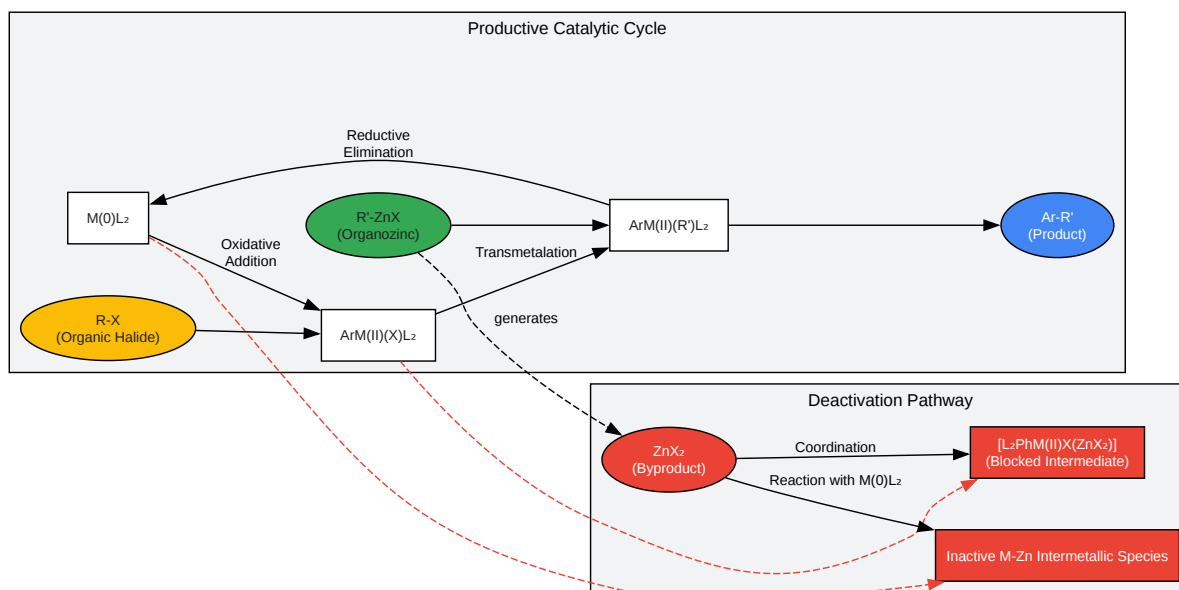 Productive Catalytic Cycle
Reductive
Elimination
M(0)L₂
R'-ZnX
(Organozinc)
ArM(II)(R')L₂
Ar-R'
(Product)
Oxidative
Addition
Transmetalation
R-X
(Organic Halide)
ArM(II)(X)L₂
generates
Deactivation Pathway
ZnX₂
(Byproduct)
Coordination
[L₂PhM(II)X(ZnX₂)]
(Blocked Intermediate)
Reaction with M(0)L₂
Inactive M-Zn Intermetallic Species